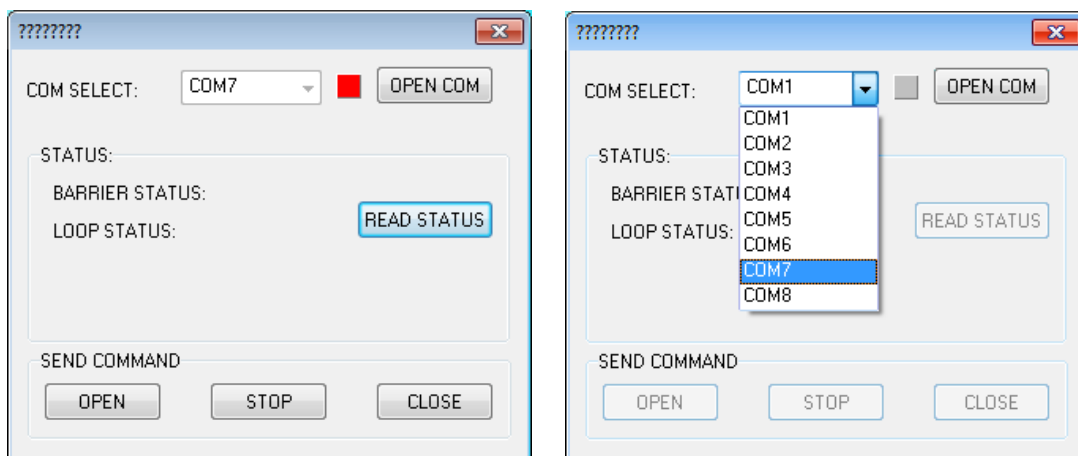 ????????
COM SELECT: COM7 OPEN COM
STATUS:
BARRIER STATUS:
READ STATUS
LOOP STATUS:
SEND COMMAND
OPEN STOP CLOSE
????????
COM SELECT: COM1 OPEN COM
COM1
COM2
STATUS:
COM3
BARRIER STAT COM4
COM5 READ STATUS
LOOP STATUS:
COM6
COM7
COM8
SEND COMMAND
OPEN STOP CLOSE